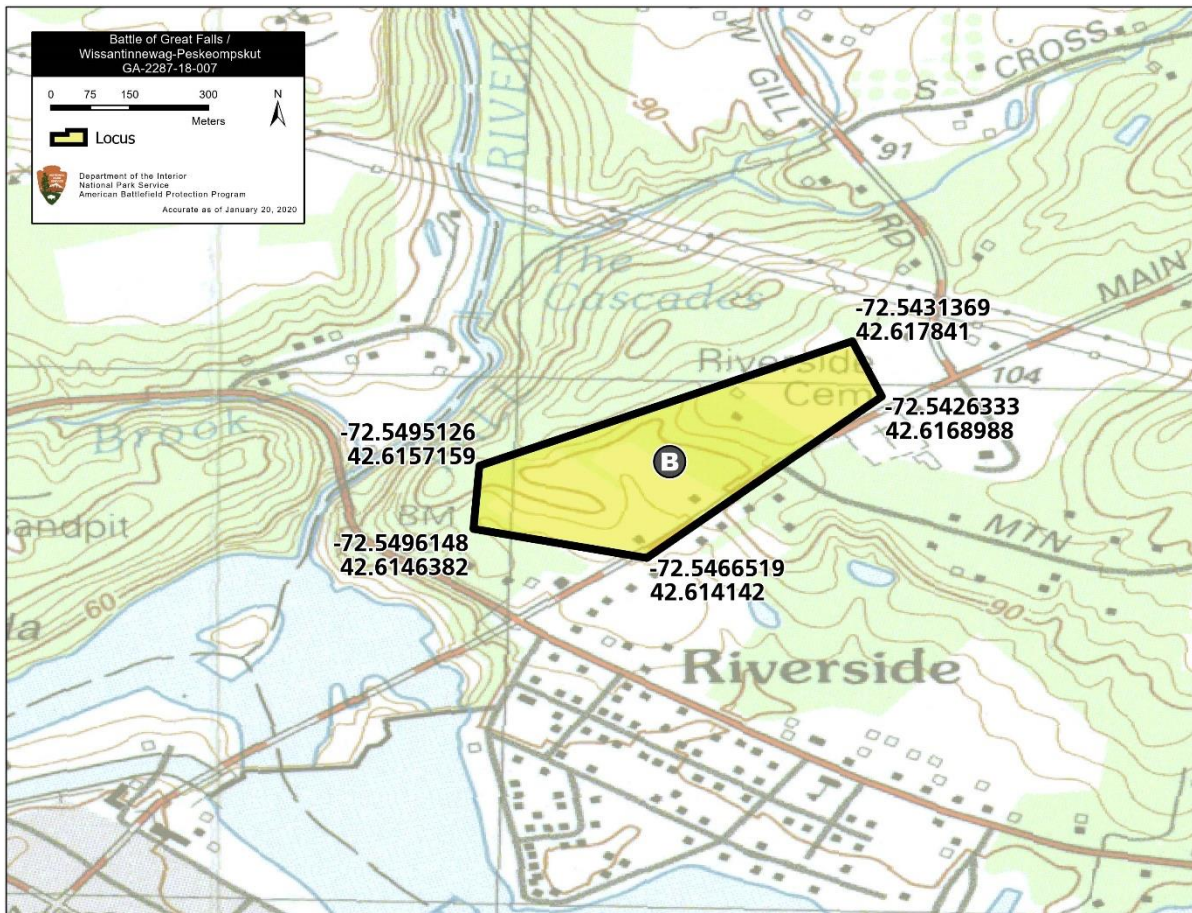 Battle of Great Falls /
Wissantinnewag-Peskeompskut
GA-2287-18-007
0 75 150 300
Meters
N
Locus
Department of the Interior
National Park Service
American Battlefield Protection Program
Accurate as of January 20, 2020
RIVER
W
GILL
RD
S CROSS
90
91
MAIN
The
Cascades
-72.5431369
42.617841
Riverside
Cem
104
-72.5426333
42.6168988
Brook
-72.5495126
42.6157159
B
BM
-72.5496148
42.6146382
MTN
-72.5466519
42.614142
60
90
Riverside